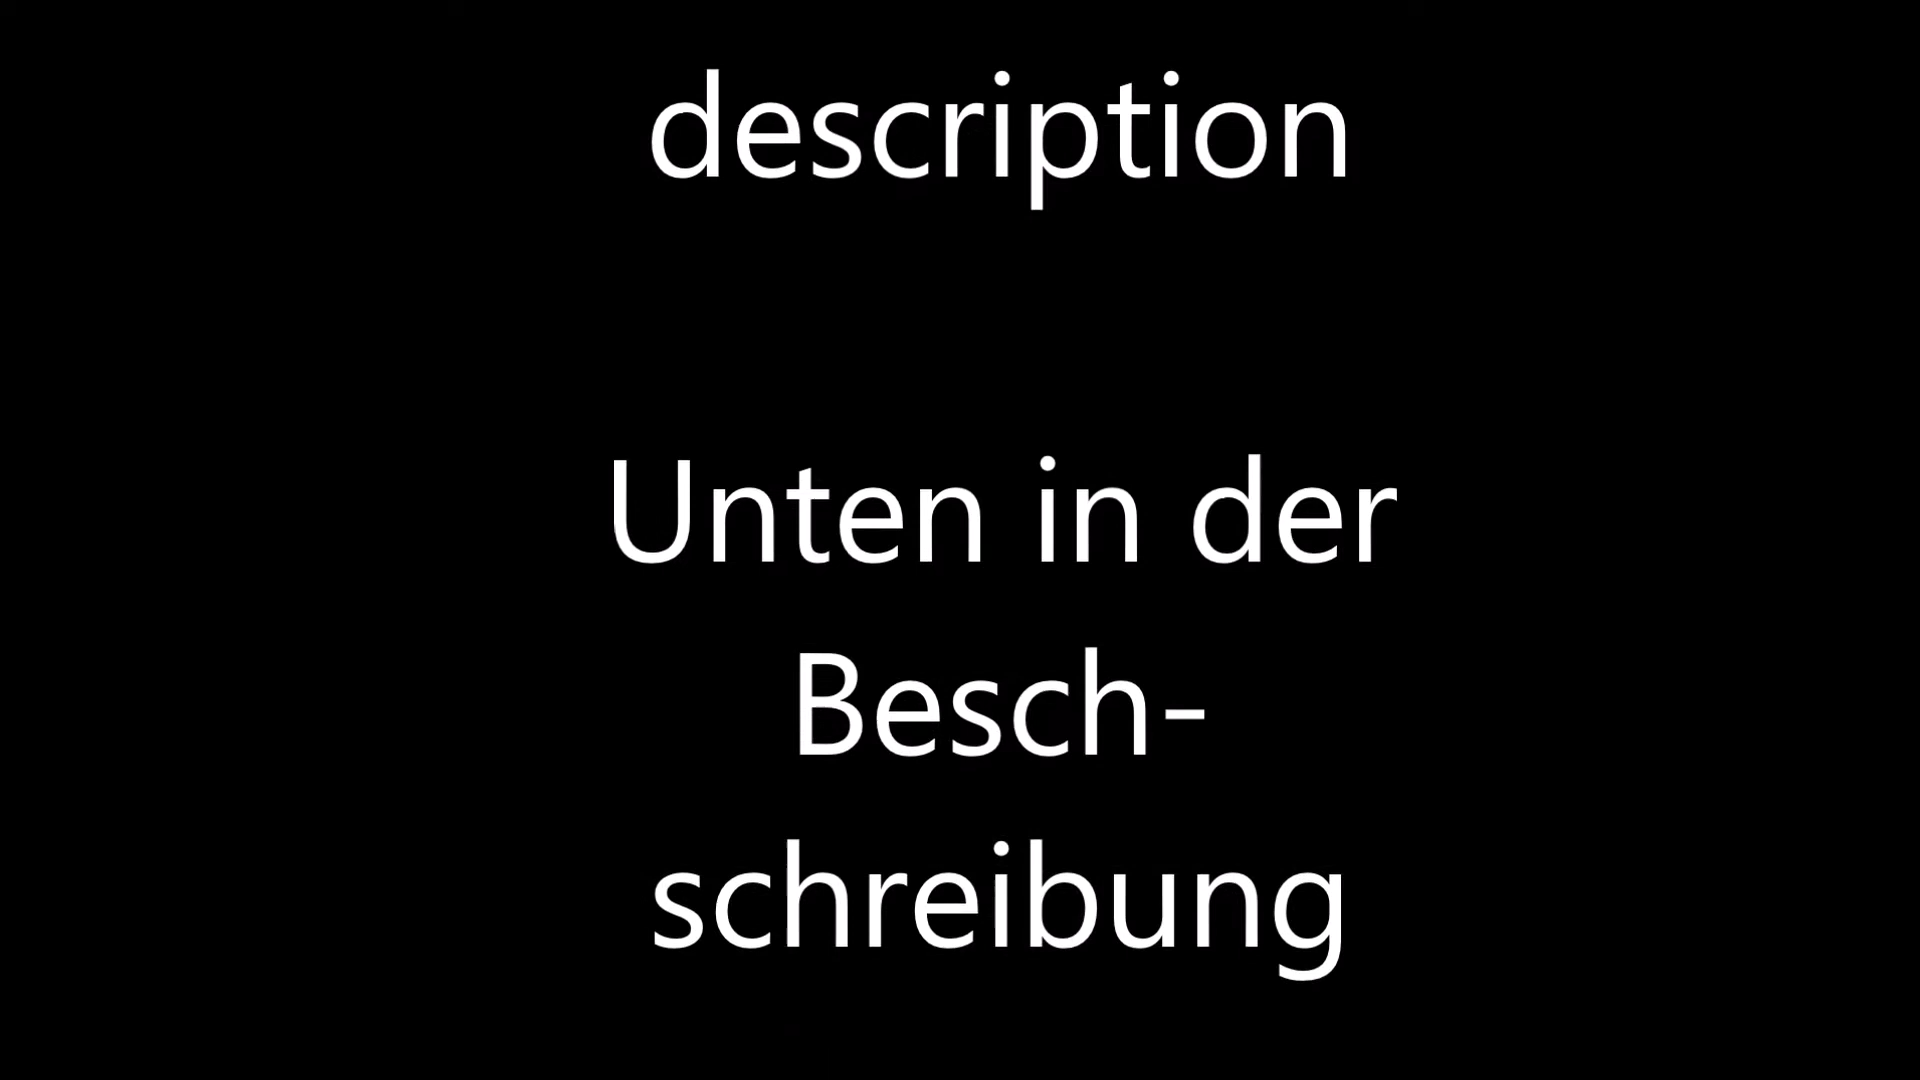 description
Unten in der
Besch-
schreibung